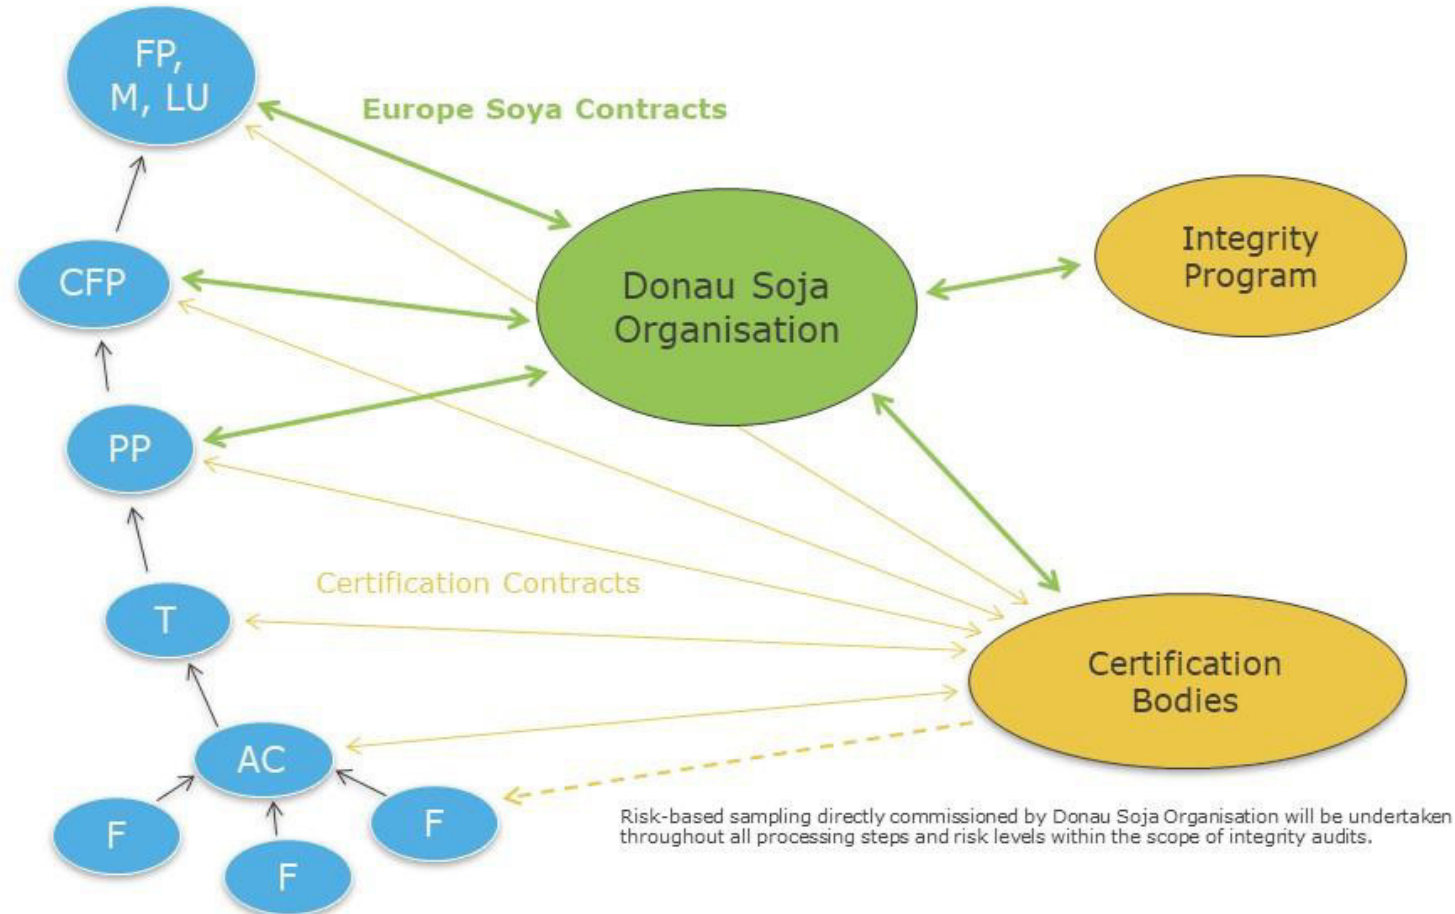 FP,
M, LU
Europe Soya Contracts
CFP
Donau Soja
Organisation
Integrity
Program
PP
Certification Contracts
T
Certification
Bodies
AC
F
F
F
Risk-based sampling directly commissioned by Donau Soja Organisation will be undertaken
throughout all processing steps and risk levels within the scope of integrity audits.